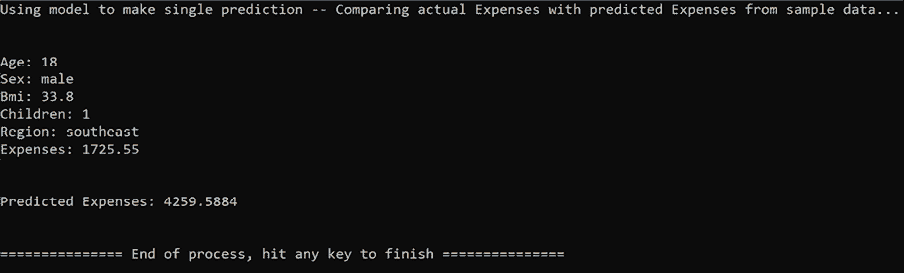 Using model to make single prediction -- Comparing actual Expenses with predicted Expenses from sample data...
Age: 18
Sex: male
Bmi: 33.8
Children: 1
Region: southeast
Expenses: 1725.55
Predicted Expenses: 4259.5884
=============== End of process, hit any key to finish ===============